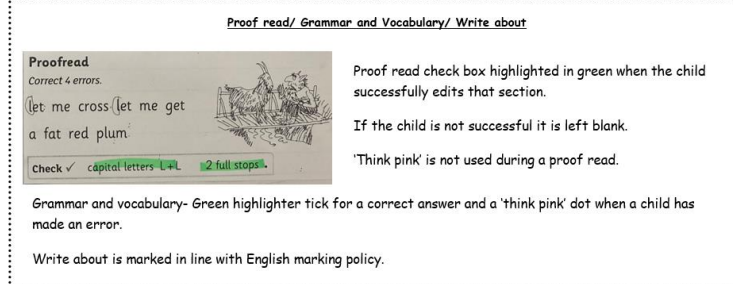 Proof read/ Grammar and Vocabulary/ Write about
Proofread
Correct 4 errors.
let me cross let me get
a fat red plum
Check ✓ capital letters L+L 2 full stops .
Proof read check box highlighted in green when the child
successfully edits that section.
If the child is not successful it is left blank.
'Think pink' is not used during a proof read.
Grammar and vocabulary- Green highlighter tick for a correct answer and a 'think pink' dot when a child has
made an error.
Write about is marked in line with English marking policy.